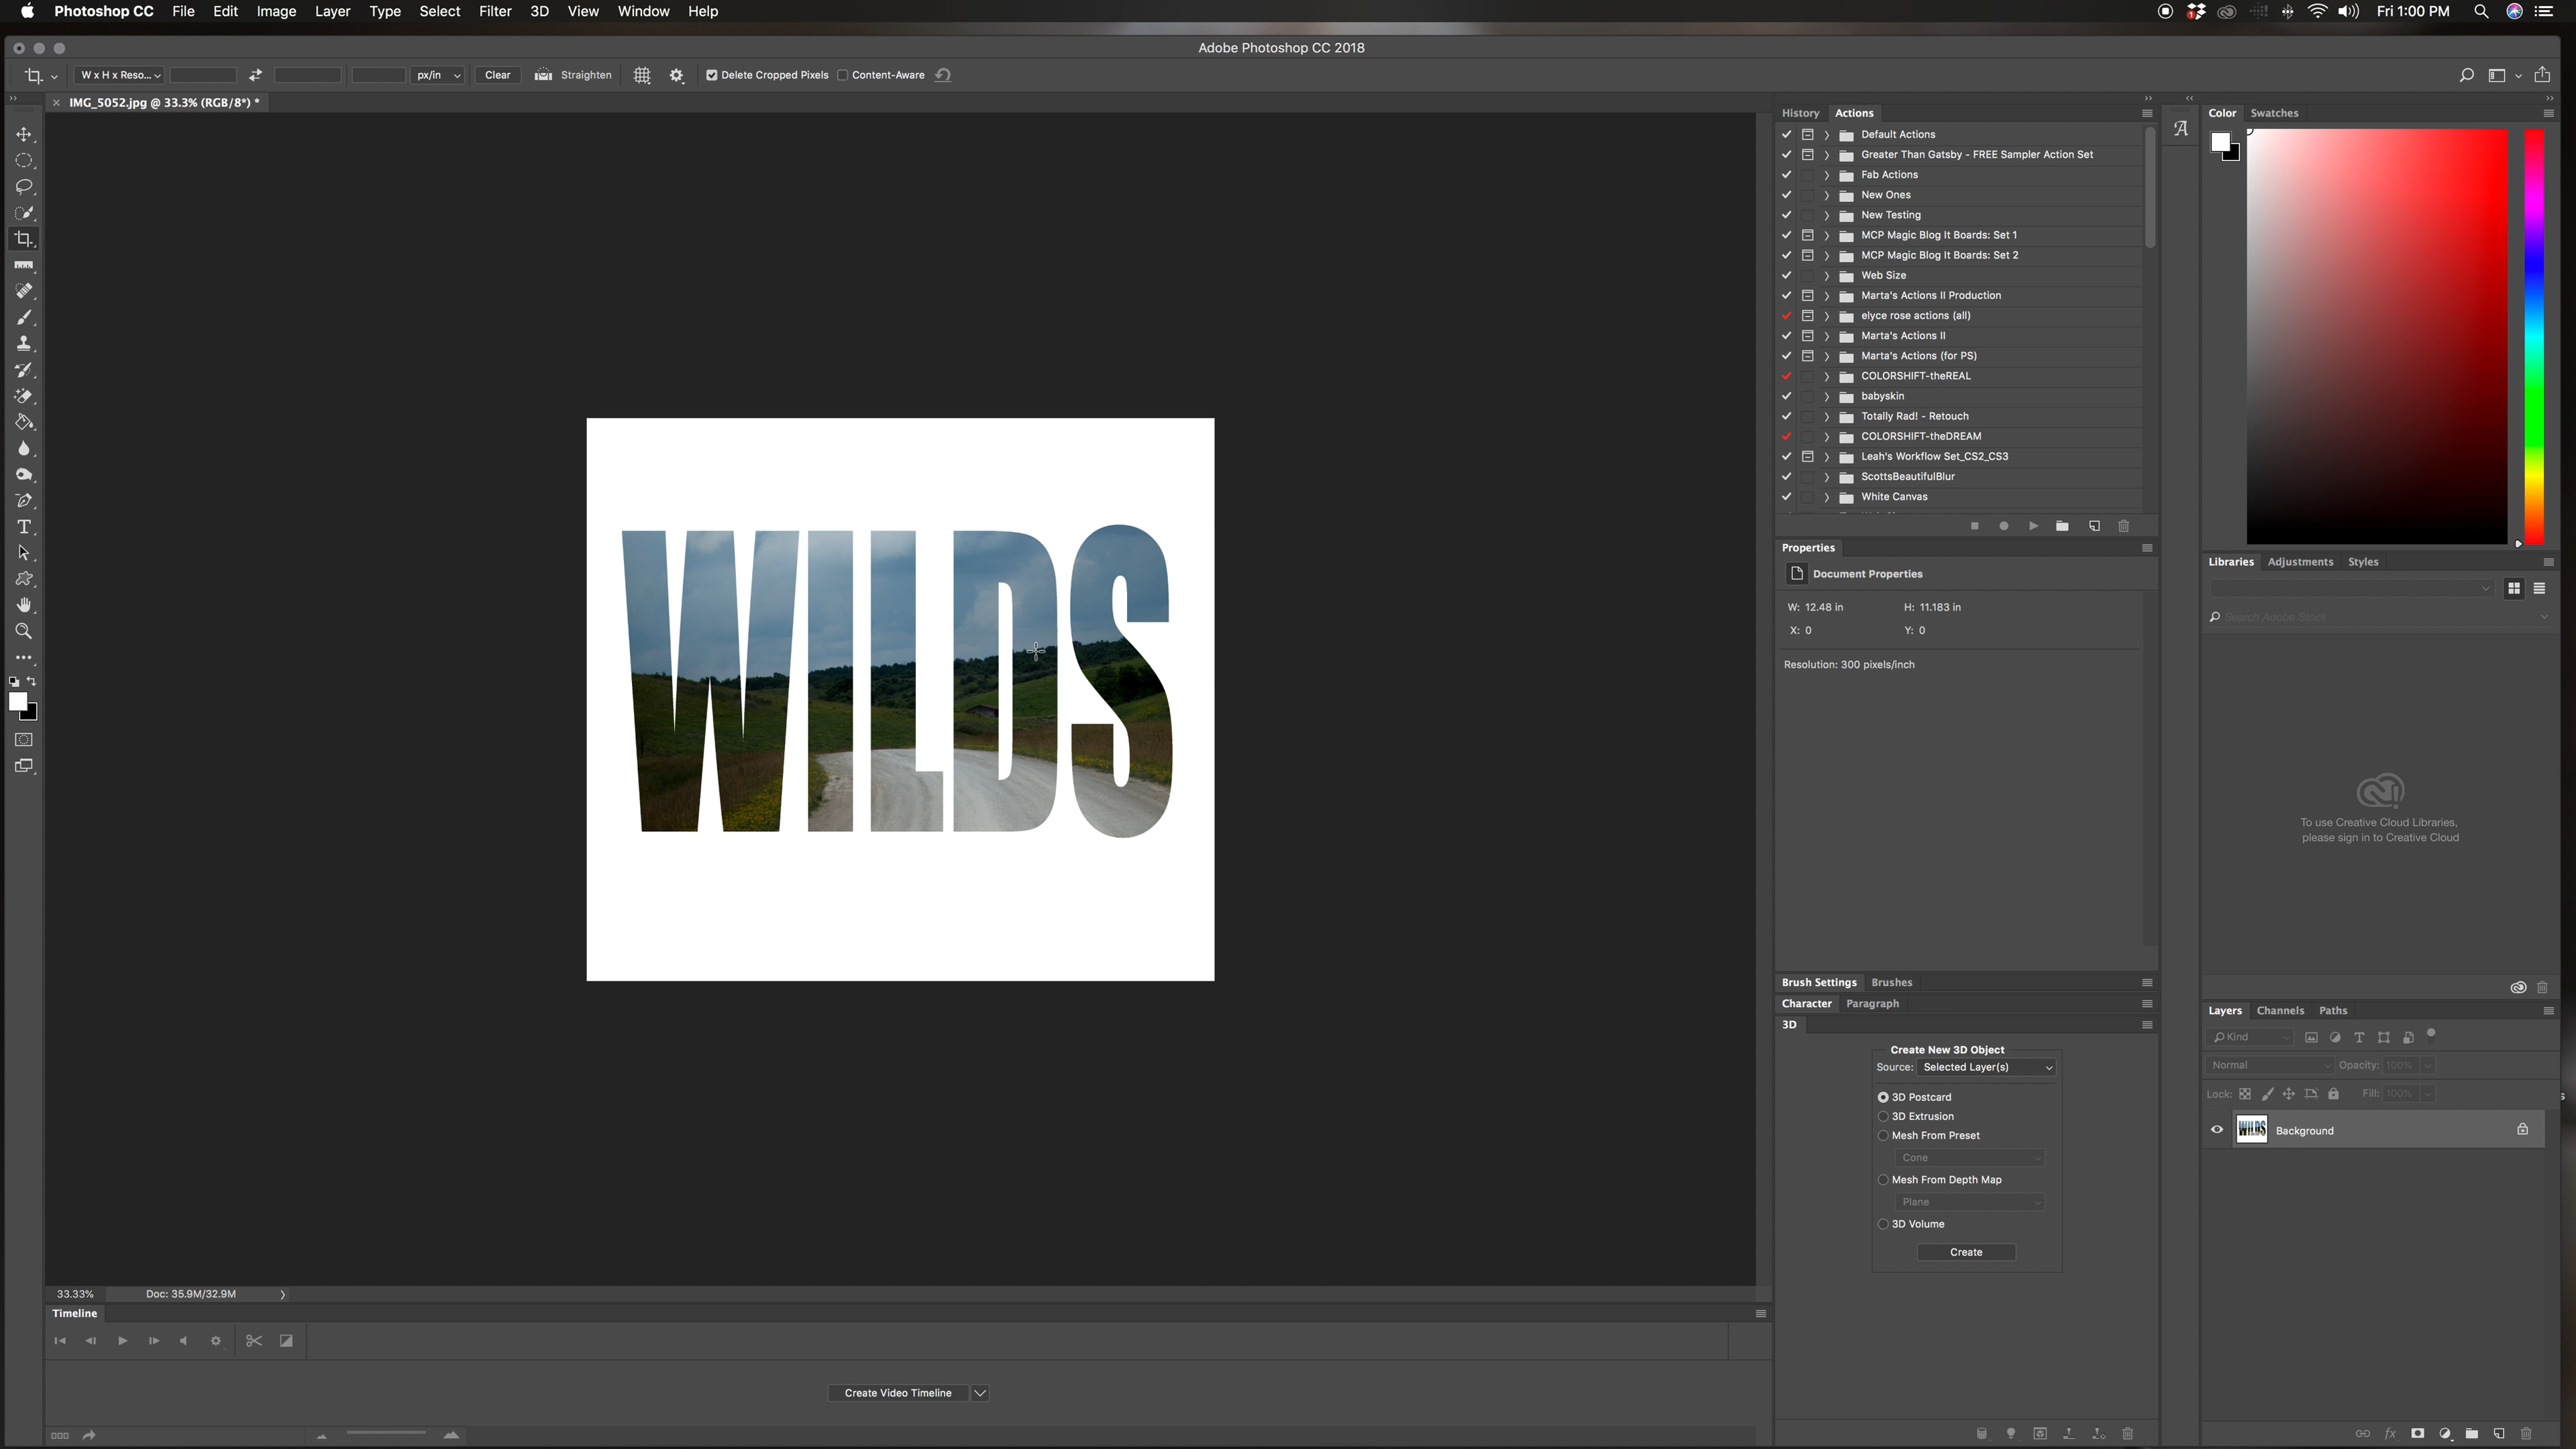 Photoshop CC File Edit Image Layer Type Select Filter 3D View Window Help Fri 1:00 PM
Adobe Photoshop CC 2018
W x H x Reso... px/in Clear Straighten Delete Cropped Pixels Content-Aware
IMG_5052.jpg @ 33.3% (RGB/8*) *
History Actions
Default Actions
Greater Than Gatsby - FREE Sampler Action Set
Fab Actions
New Ones
New Testing
MCP Magic Blog It Boards: Set 1
MCP Magic Blog It Boards: Set 2
Web Size
Marta's Actions II Production
elyce rose actions (all)
Marta's Actions II
Marta's Actions (for PS)
COLORSHIFT-theREAL
babyskin
Totally Rad! - Retouch
COLORSHIFT-theDREAM
Leah's Workflow Set_CS2_CS3
ScottsBeautifulBlur
White Canvas
Color Swatches
WILDS
Properties
Document Properties
W: 12.48 in H: 11.183 in
X: 0 Y: 0
Resolution: 300 pixels/inch
Libraries Adjustments Styles
Search Adobe Stock
To use Creative Cloud Libraries,
please sign in to Creative Cloud
Brush Settings Brushes
Character Paragraph
3D
Create New 3D Object
Source: Selected Layer(s)
3D Postcard
3D Extrusion
Mesh From Preset
Cone
Mesh From Depth Map
Plane
3D Volume
Create
Layers Channels Paths
Kind
Normal Opacity: 100%
Lock: Fill: 100%
WILDS Background
33.33% Doc: 35.9M/32.9M
Timeline
Create Video Timeline